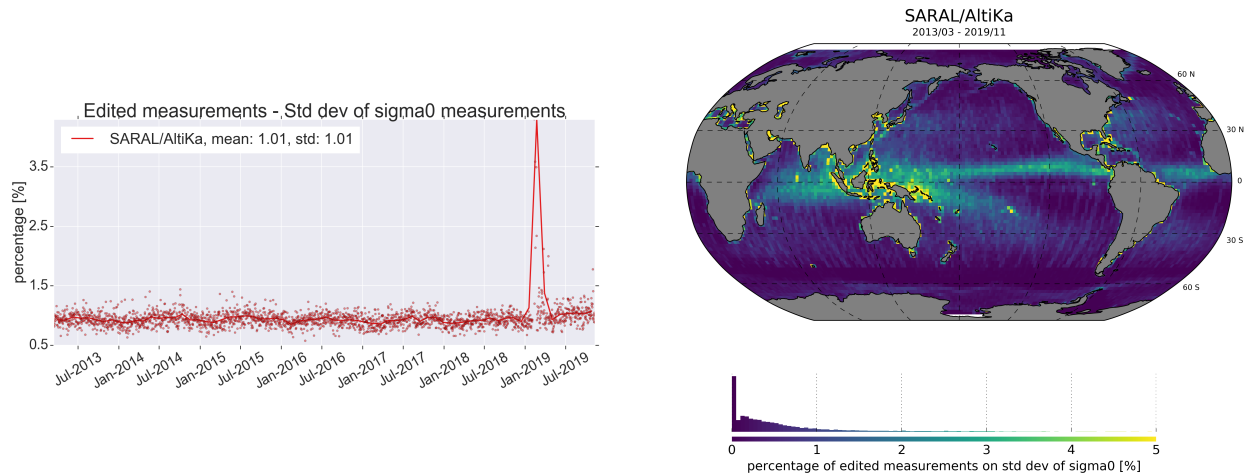 Edited measurements - Std dev of sigma0 measurements
SARAL/AltiKa, mean: 1.01, std: 1.01
percentage [%]
3.5
2.5
1.5
0.5
Jul-2013
Jan-2014
Jul-2014
Jan-2015
Jul-2015
Jan-2016
Jul-2016
Jan-2017
Jul-2017
Jan-2018
Jul-2018
Jan-2019
Jul-2019
SARAL/AltiKa
2013/03 - 2019/11
60 N
30 N
0
30 S
60 S
0 1 2 3 4 5
percentage of edited measurements on std dev of sigma0 [%]